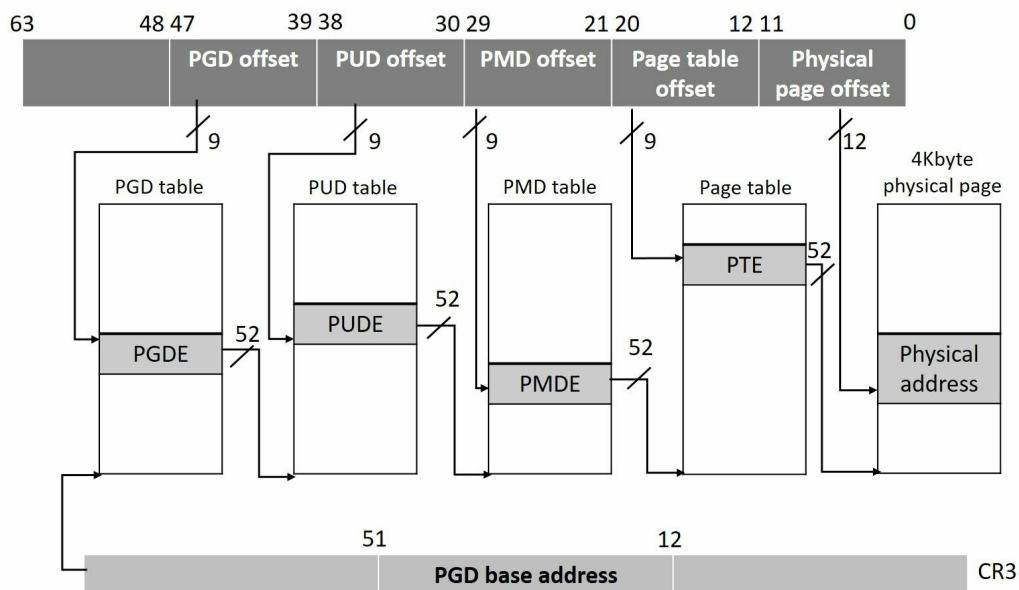 63 48 47 39 38 30 29 21 20 12 11 0
PGD offset PUD offset PMD offset Page table offset Physical page offset
9 9 9 9 12
PGD table PUD table PMD table Page table 4Kbyte physical page
PGDE 52 PUDE 52 PMDE 52 PTE 52 Physical address
51 12
PGD base address CR3